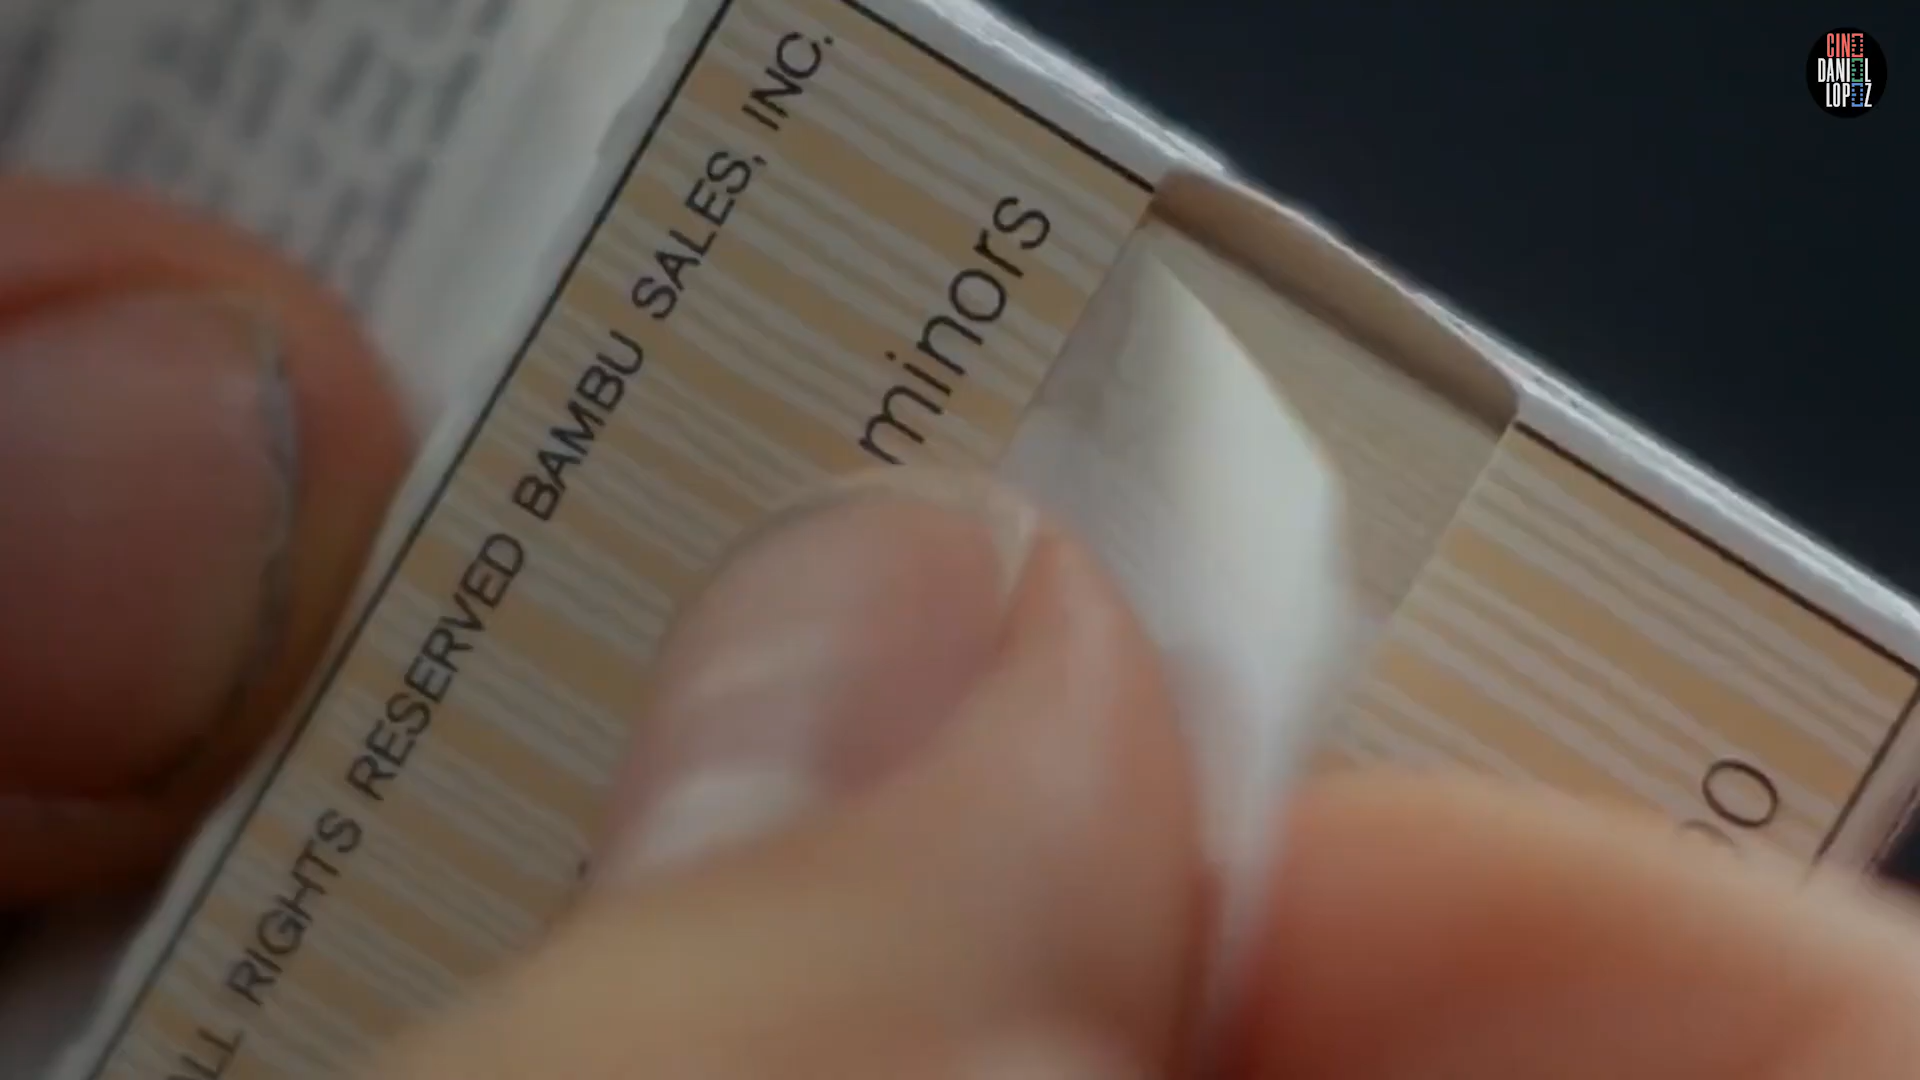 CINE
DANIEL
LOPEZ
ALL RIGHTS RESERVED BAMBU SALES, INC.
minors